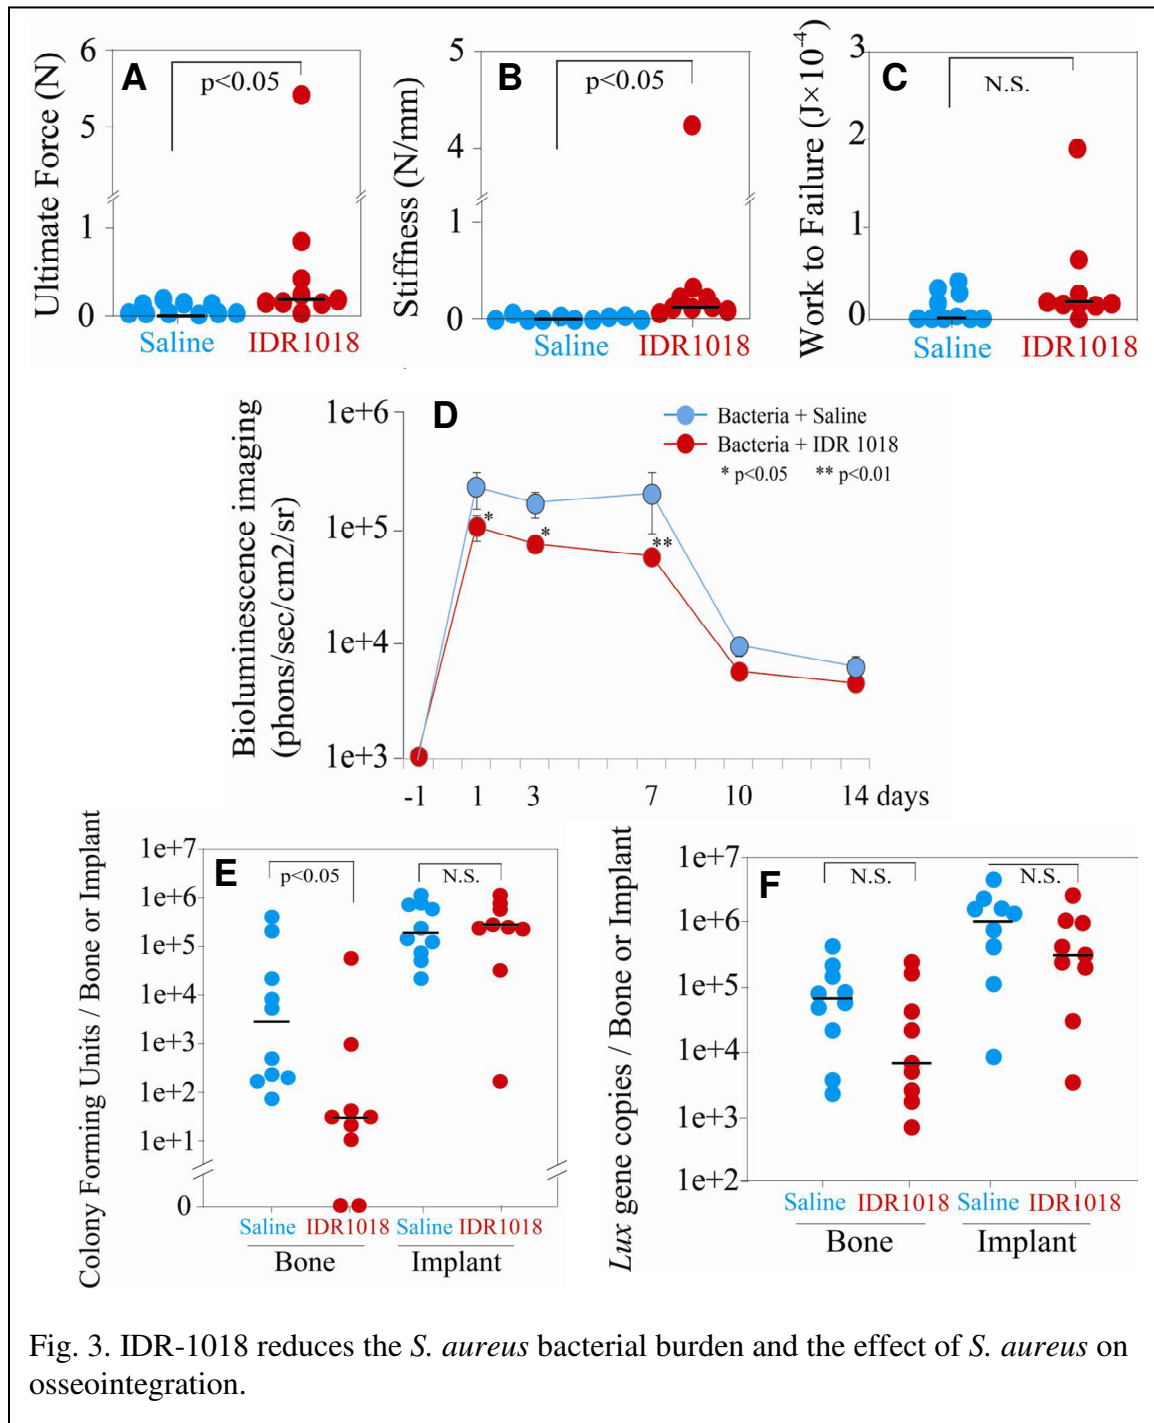 A
Ultimate Force (N)
6
5
1
0
p<0.05
Saline
IDR1018
B
Stiffness (N/mm)
5
4
1
0
p<0.05
Saline
IDR1018
C
Work to Failure (J×10-4)
3
2
1
0
N.S.
Saline
IDR1018
D
Bioluminescence imaging
(phons/sec/cm2/sr)
1e+6
1e+5
1e+4
1e+3
Bacteria + Saline
Bacteria + IDR 1018
* p<0.05 ** p<0.01
*
*
**
-1 1 3 7 10 14 days
E
Colony Forming Units / Bone or Implant
1e+7
1e+6
1e+5
1e+4
1e+3
1e+2
1e+1
0
p<0.05
N.S.
Saline IDR1018 Saline IDR1018
Bone Implant
F
Lux gene copies / Bone or Implant
1e+7
1e+6
1e+5
1e+4
1e+3
1e+2
N.S.
N.S.
Saline IDR1018 Saline IDR1018
Bone Implant
Fig. 3. IDR-1018 reduces the S. aureus bacterial burden and the effect of S. aureus on
osseointegration.